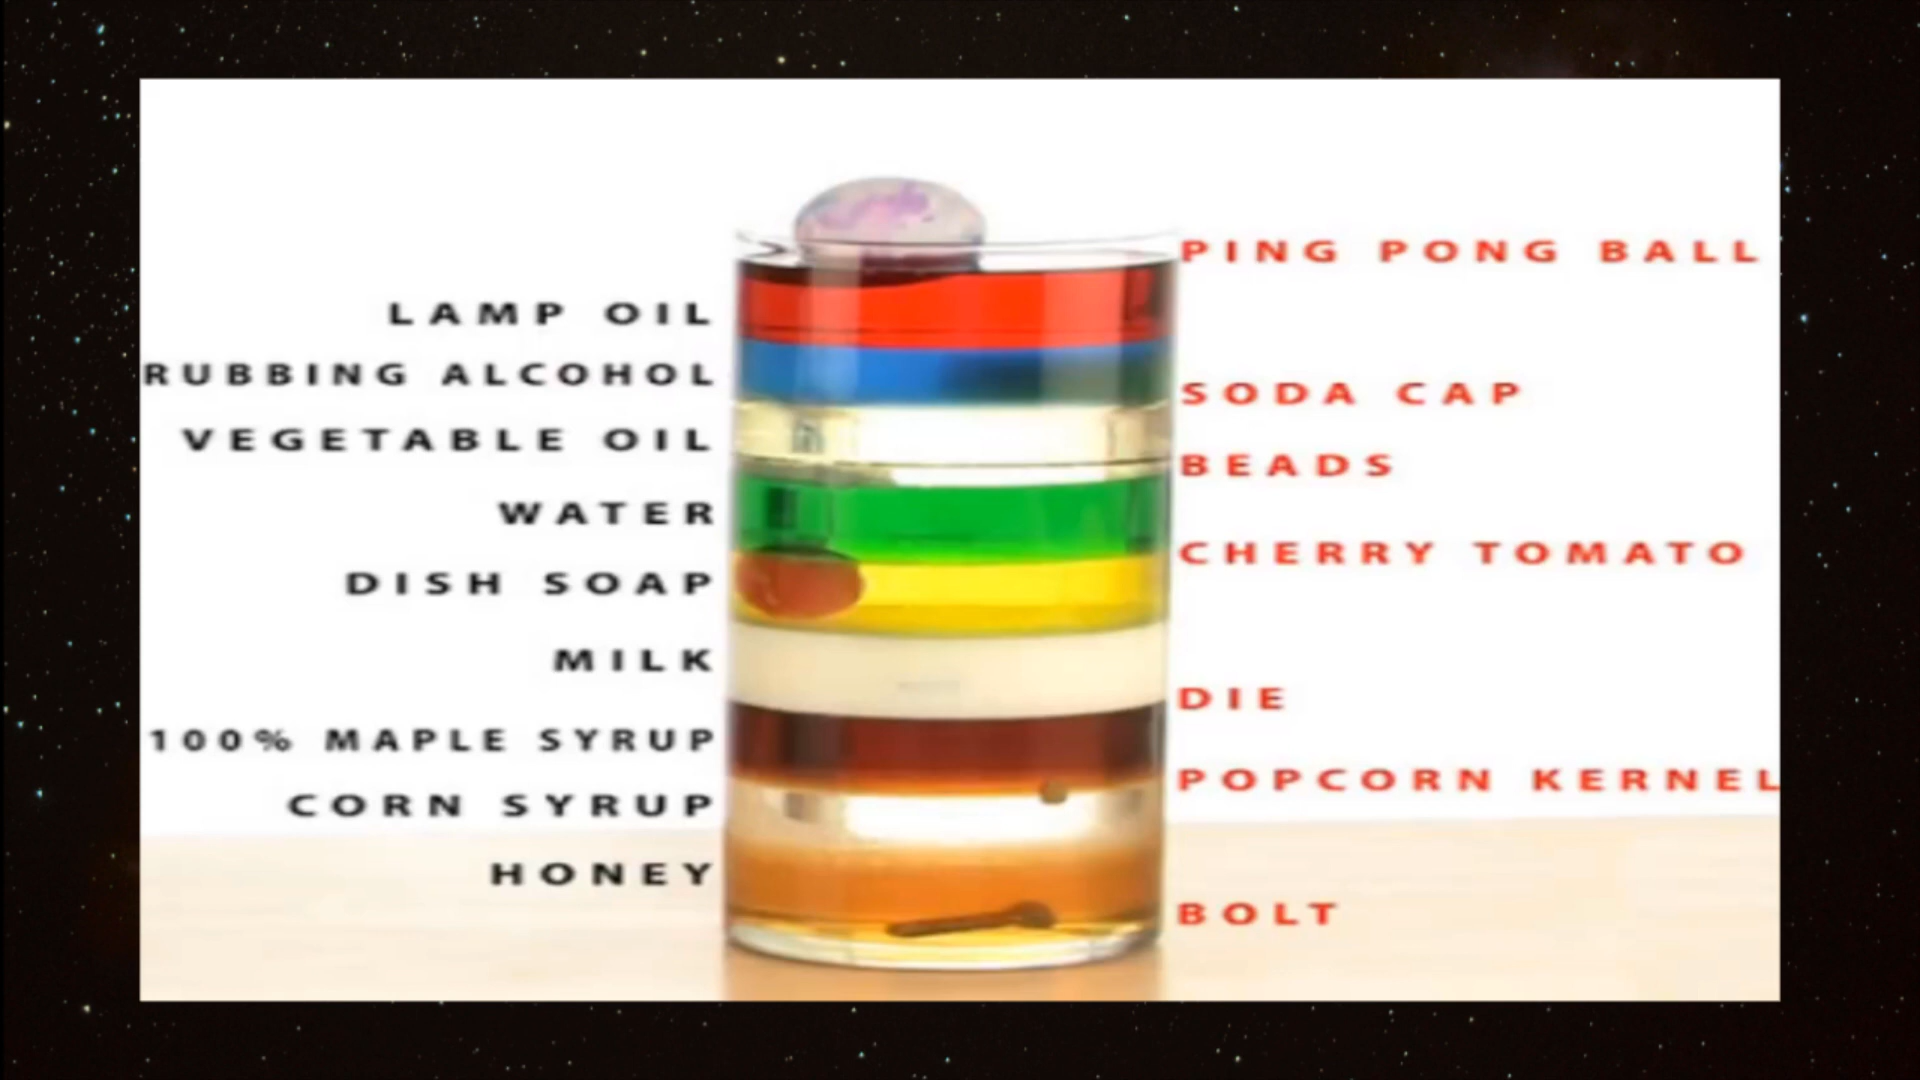 PING PONG BALL
LAMP OIL
RUBBING ALCOHOL
SODA CAP
VEGETABLE OIL
BEADS
WATER
CHERRY TOMATO
DISH SOAP
MILK
DIE
100% MAPLE SYRUP
POPCORN KERNEL
CORN SYRUP
HONEY
BOLT